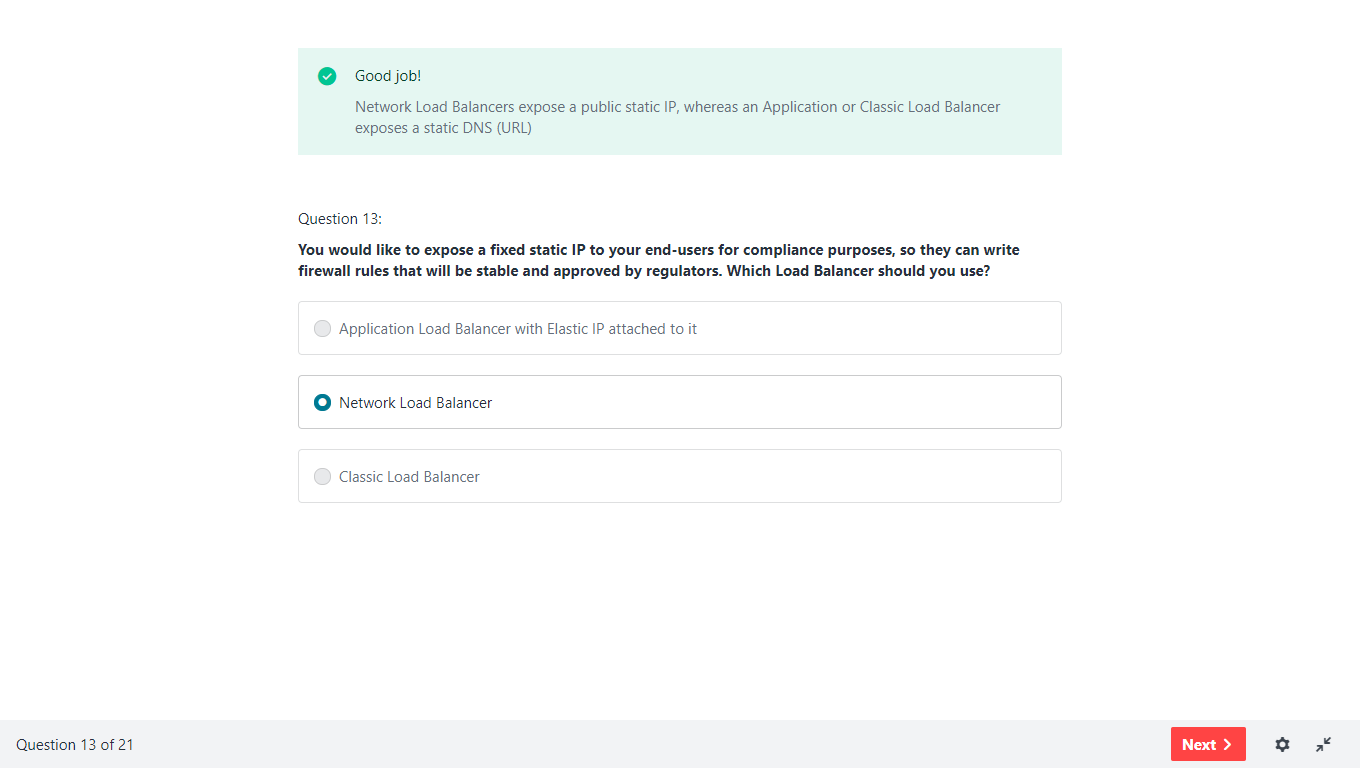 Good job!
Network Load Balancers expose a public static IP, whereas an Application or Classic Load Balancer
exposes a static DNS (URL)
Question 13:
You would like to expose a fixed static IP to your end-users for compliance purposes, so they can write
firewall rules that will be stable and approved by regulators. Which Load Balancer should you use?
Application Load Balancer with Elastic IP attached to it
Network Load Balancer
Classic Load Balancer
Question 13 of 21
Next